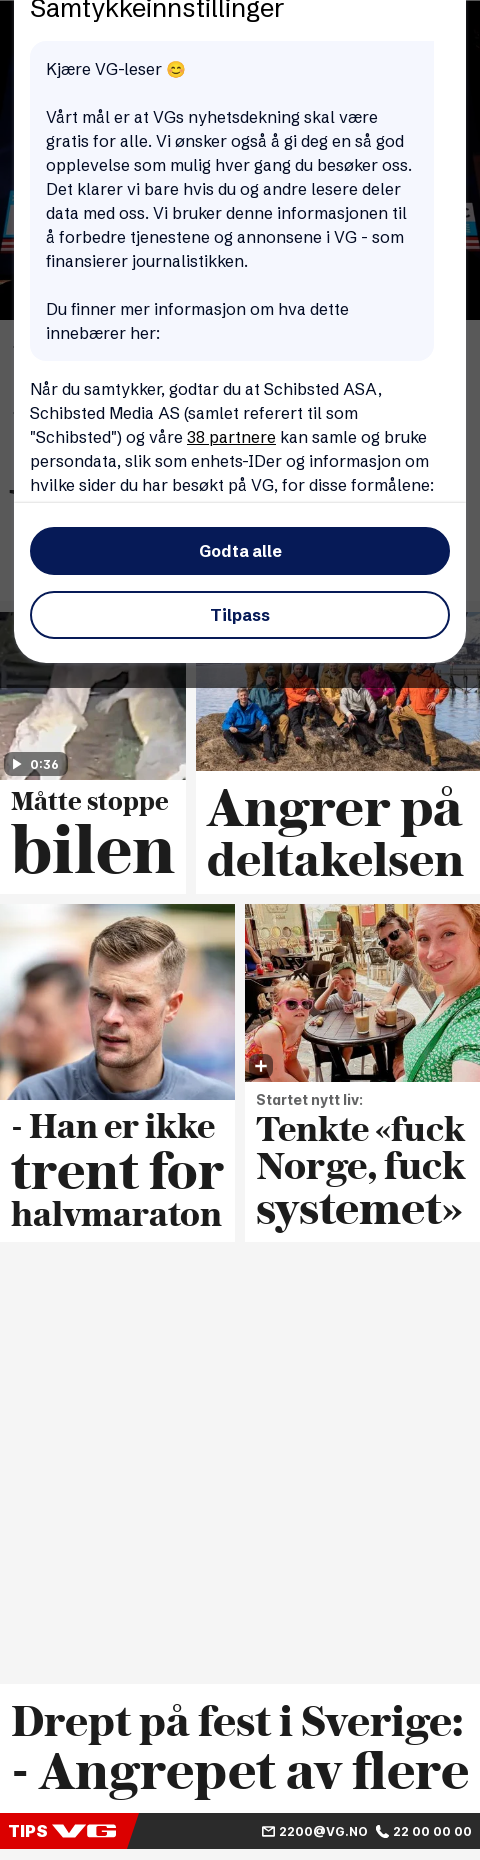 Samtykkeinnstillinger
Kjære VG-leser 😊
Vårt mål er at VGs nyhetsdekning skal være
gratis for alle. Vi ønsker også å gi deg en så god
opplevelse som mulig hver gang du besøker oss.
Det klarer vi bare hvis du og andre lesere deler
data med oss. Vi bruker denne informasjonen til
å forbedre tjenestene og annonsene i VG - som
finansierer journalistikken.
Du finner mer informasjon om hva dette
innebærer her:
Når du samtykker, godtar du at Schibsted ASA,
Schibsted Media AS (samlet referert til som
"Schibsted") og våre 38 partnere kan samle og bruke
persondata, slik som enhets-IDer og informasjon om
hvilke sider du har besøkt på VG, for disse formålene:
Godta alle
Tilpass
0:36
Måtte stoppe
bilen
Angrer på
deltakelsen
- Han er ikke
trent for
halvmaraton
Startet nytt liv:
Tenkte «fuck
Norge, fuck
systemet»
Drept på fest i Sverige:
- Angrepet av flere
TIPS VG 2200@VG.NO 22 00 00 00